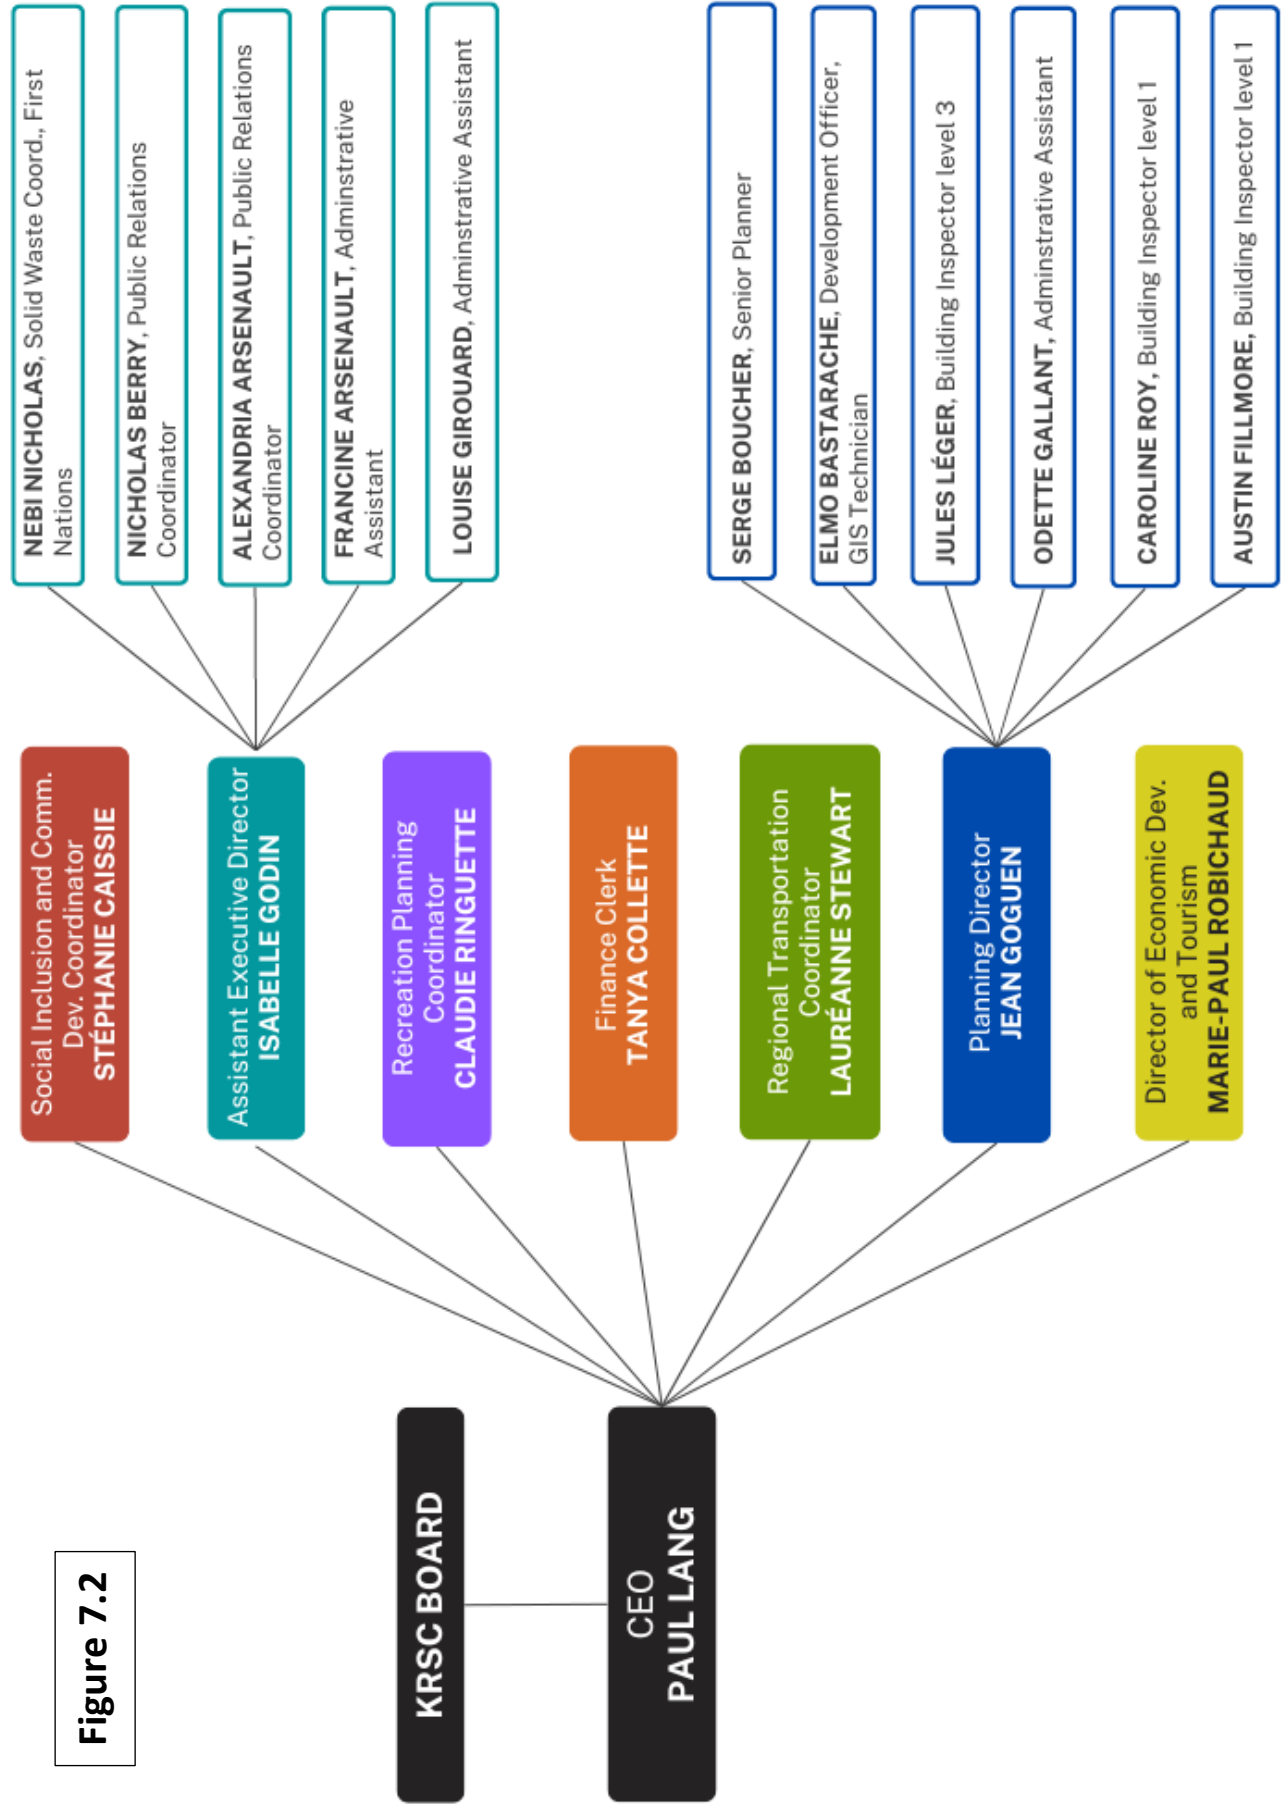 Figure 7.2
KRSC BOARD
CEO
PAUL LANG
Social Inclusion and Comm.
Dev. Coordinator
STÉPHANIE CAISSIE
Assistant Executive Director
ISABELLE GODIN
Recreation Planning
Coordinator
CLAUDIE RINGUETTE
Finance Clerk
TANYA COLLETTE
Regional Transportation
Coordinator
LAURÉANNE STEWART
Planning Director
JEAN GOGUEN
Director of Economic Dev.
and Tourism
MARIE-PAUL ROBICHAUD
NEBI NICHOLAS, Solid Waste Coord., First
Nations
NICHOLAS BERRY, Public Relations
Coordinator
ALEXANDRIA ARSENAULT, Public Relations
Coordinator
FRANCINE ARSENAULT, Adminstrative
Assistant
LOUISE GIROUARD, Adminstrative Assistant
SERGE BOUCHER, Senior Planner
ELMO BASTARACHE, Development Officer,
GIS Technician
JULES LÉGER, Building Inspector level 3
ODETTE GALLANT, Adminstrative Assistant
CAROLINE ROY, Building Inspector level 1
AUSTIN FILLMORE, Building Inspector level 1